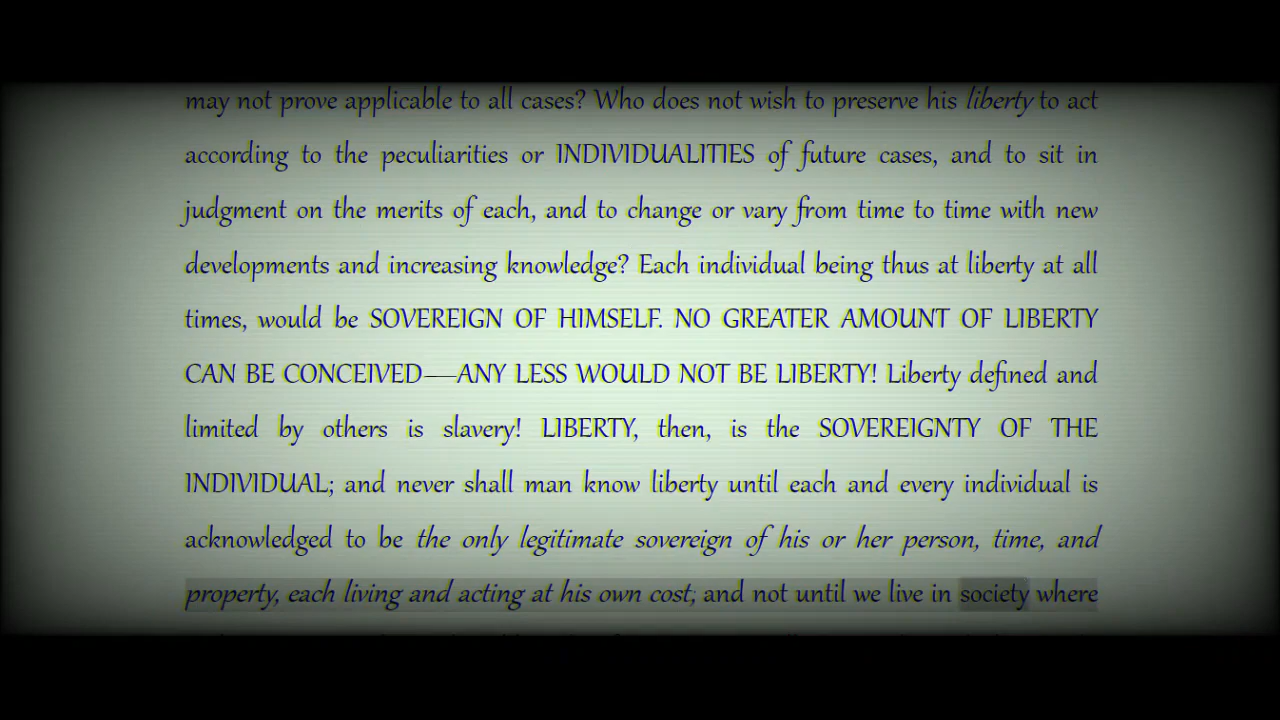 may not prove applicable to all cases? Who does not wish to preserve his liberty to act
according to the peculiarities or INDIVIDUALITIES of future cases, and to sit in
judgment on the merits of each, and to change or vary from time to time with new
developments and increasing knowledge? Each individual being thus at liberty at all
times, would be SOVEREIGN OF HIMSELF. NO GREATER AMOUNT OF LIBERTY
CAN BE CONCEIVED—ANY LESS WOULD NOT BE LIBERTY! Liberty defined and
limited by others is slavery! LIBERTY, then, is the SOVEREIGNTY OF THE
INDIVIDUAL; and never shall man know liberty until each and every individual is
acknowledged to be the only legitimate sovereign of his or her person, time, and
property, each living and acting at his own cost; and not until we live in society where